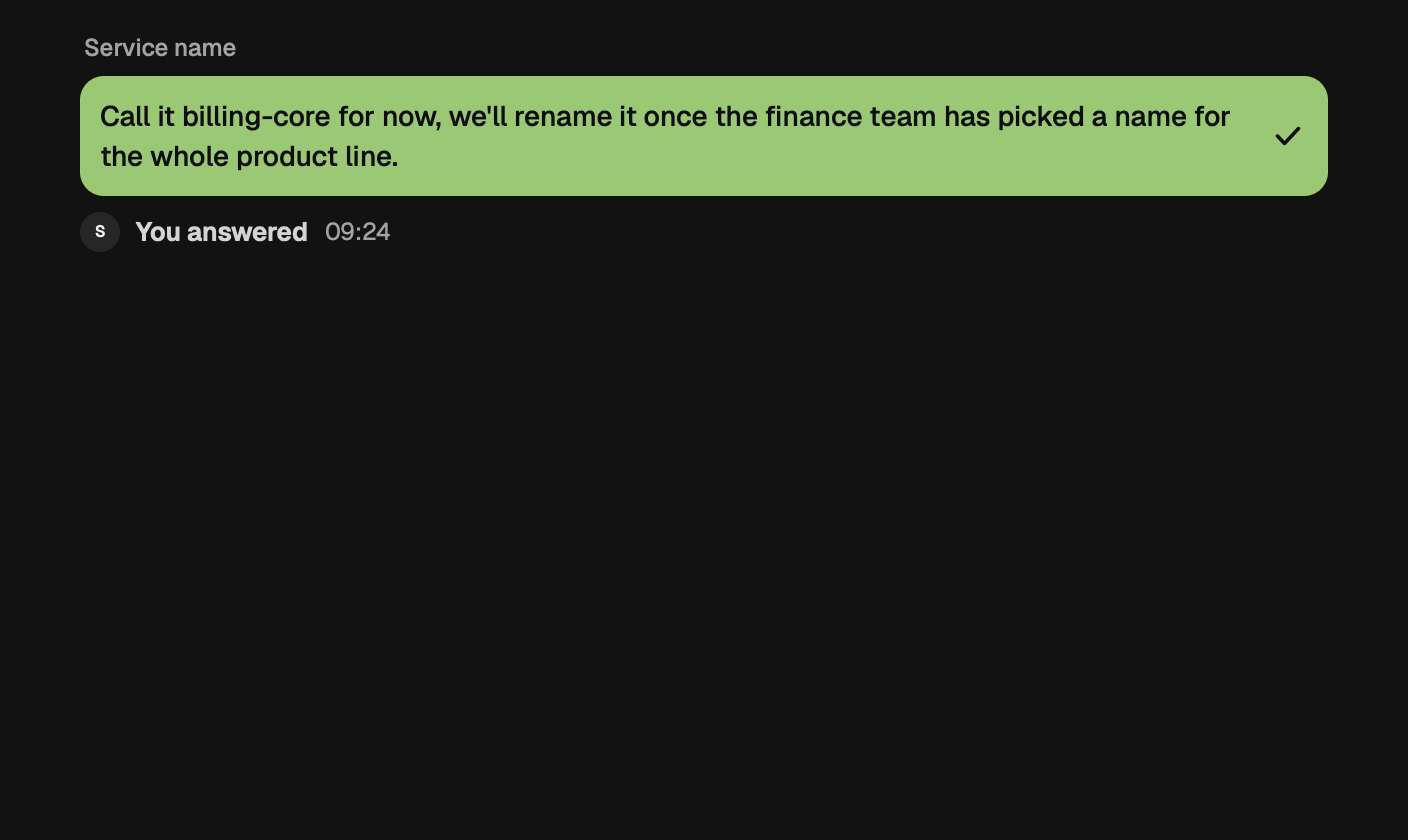 Service name
Call it billing-core for now, we'll rename it once the finance team has picked a name for
the whole product line.
S You answered 09:24